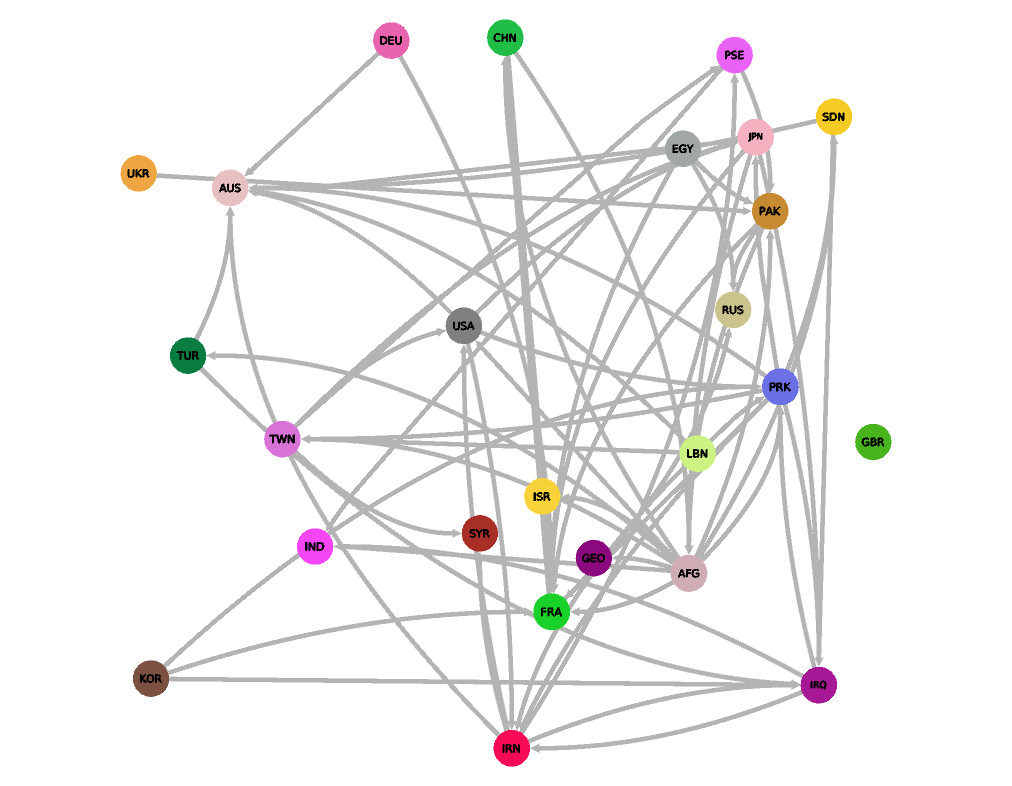 DEU
CHN
PSE
SDN
JPN
EGY
UKR
AUS
PAK
RUS
USA
TUR
PRK
TWN
GBR
LBN
ISR
SYR
IND
GEO
AFG
FRA
KOR
IRQ
IRN